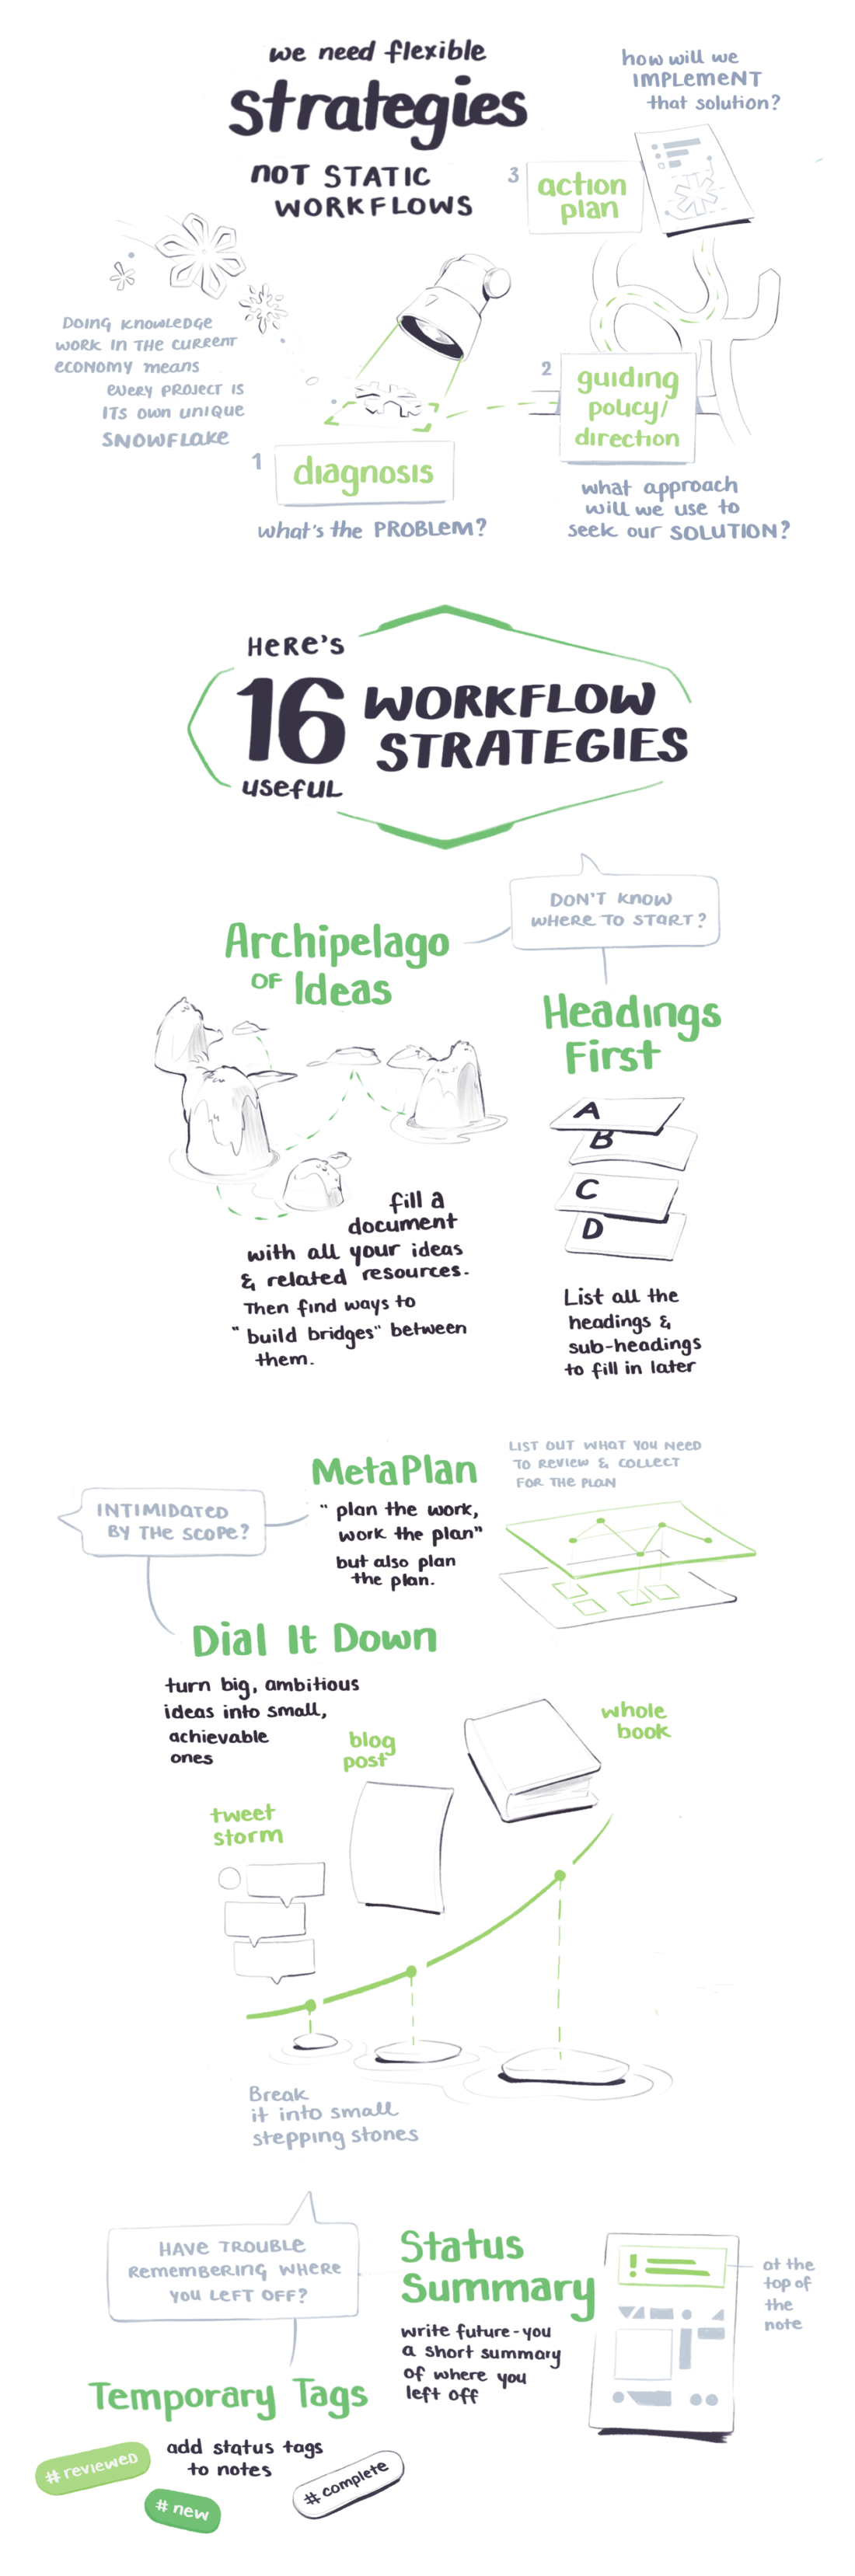 we need flexible
strategies
NOT STATIC
WORKFLOWS
how will we
IMPLEMENT
that solution?
3
action
plan
DOING KNOWLEDGE
WORK IN THE CURRENT
ECONOMY MEANS
EVERY PROJECT IS
ITS OWN UNIQUE
SNOWFLAKE
1
diagnosis
what's the PROBLEM?
2
guiding
policy/
direction
what approach
will we use to
seek our SOLUTION?
HERE'S
16
useful
WORKFLOW
STRATEGIES
DON'T KNOW
WHERE TO START?
Archipelago
OF Ideas
fill a
document
with all your ideas
& related resources.
Then find ways to
"build bridges" between
them.
Headings
First
A
B
C
D
List all the
headings &
sub-headings
to fill in later
INTIMIDATED
BY THE SCOPE?
MetaPlan
"plan the work,
work the plan"
but also plan
the plan.
LIST OUT WHAT YOU NEED
TO REVIEW & COLLECT
FOR THE PLAN
Dial It Down
turn big, ambitious
ideas into small,
achievable
ones
tweet
storm
blog
post
whole
book
Break
it into small
stepping stones
HAVE TROUBLE
REMEMBERING WHERE
YOU LEFT OFF?
Status
Summary
write future-you
a short summary
of where you
left off
!
at the
top of
the
note
Temporary Tags
add status tags
to notes
# reviewed
# new
# complete